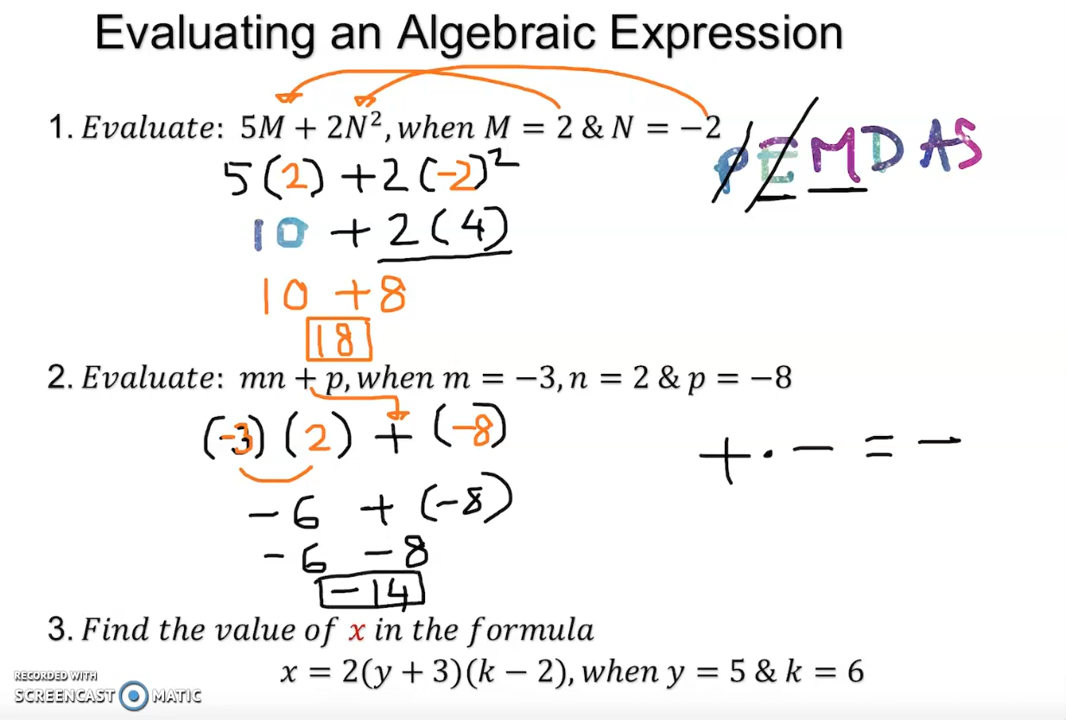 Evaluating an Algebraic Expression
1. Evaluate: 5M + 2N², when M = 2 & N = −2
PEMDAS
5(2) + 2(-2)²
10 + 2(4)
10 + 8
18
2. Evaluate: mn + p, when m = −3, n = 2 & p = −8
(-3)(2) + (-8)
+ · − = −
-6 + (-8)
-6 - 8
-14
3. Find the value of x in the formula
x = 2(y + 3)(k − 2), when y = 5 & k = 6
RECORDED WITH
SCREENCAST MATIC